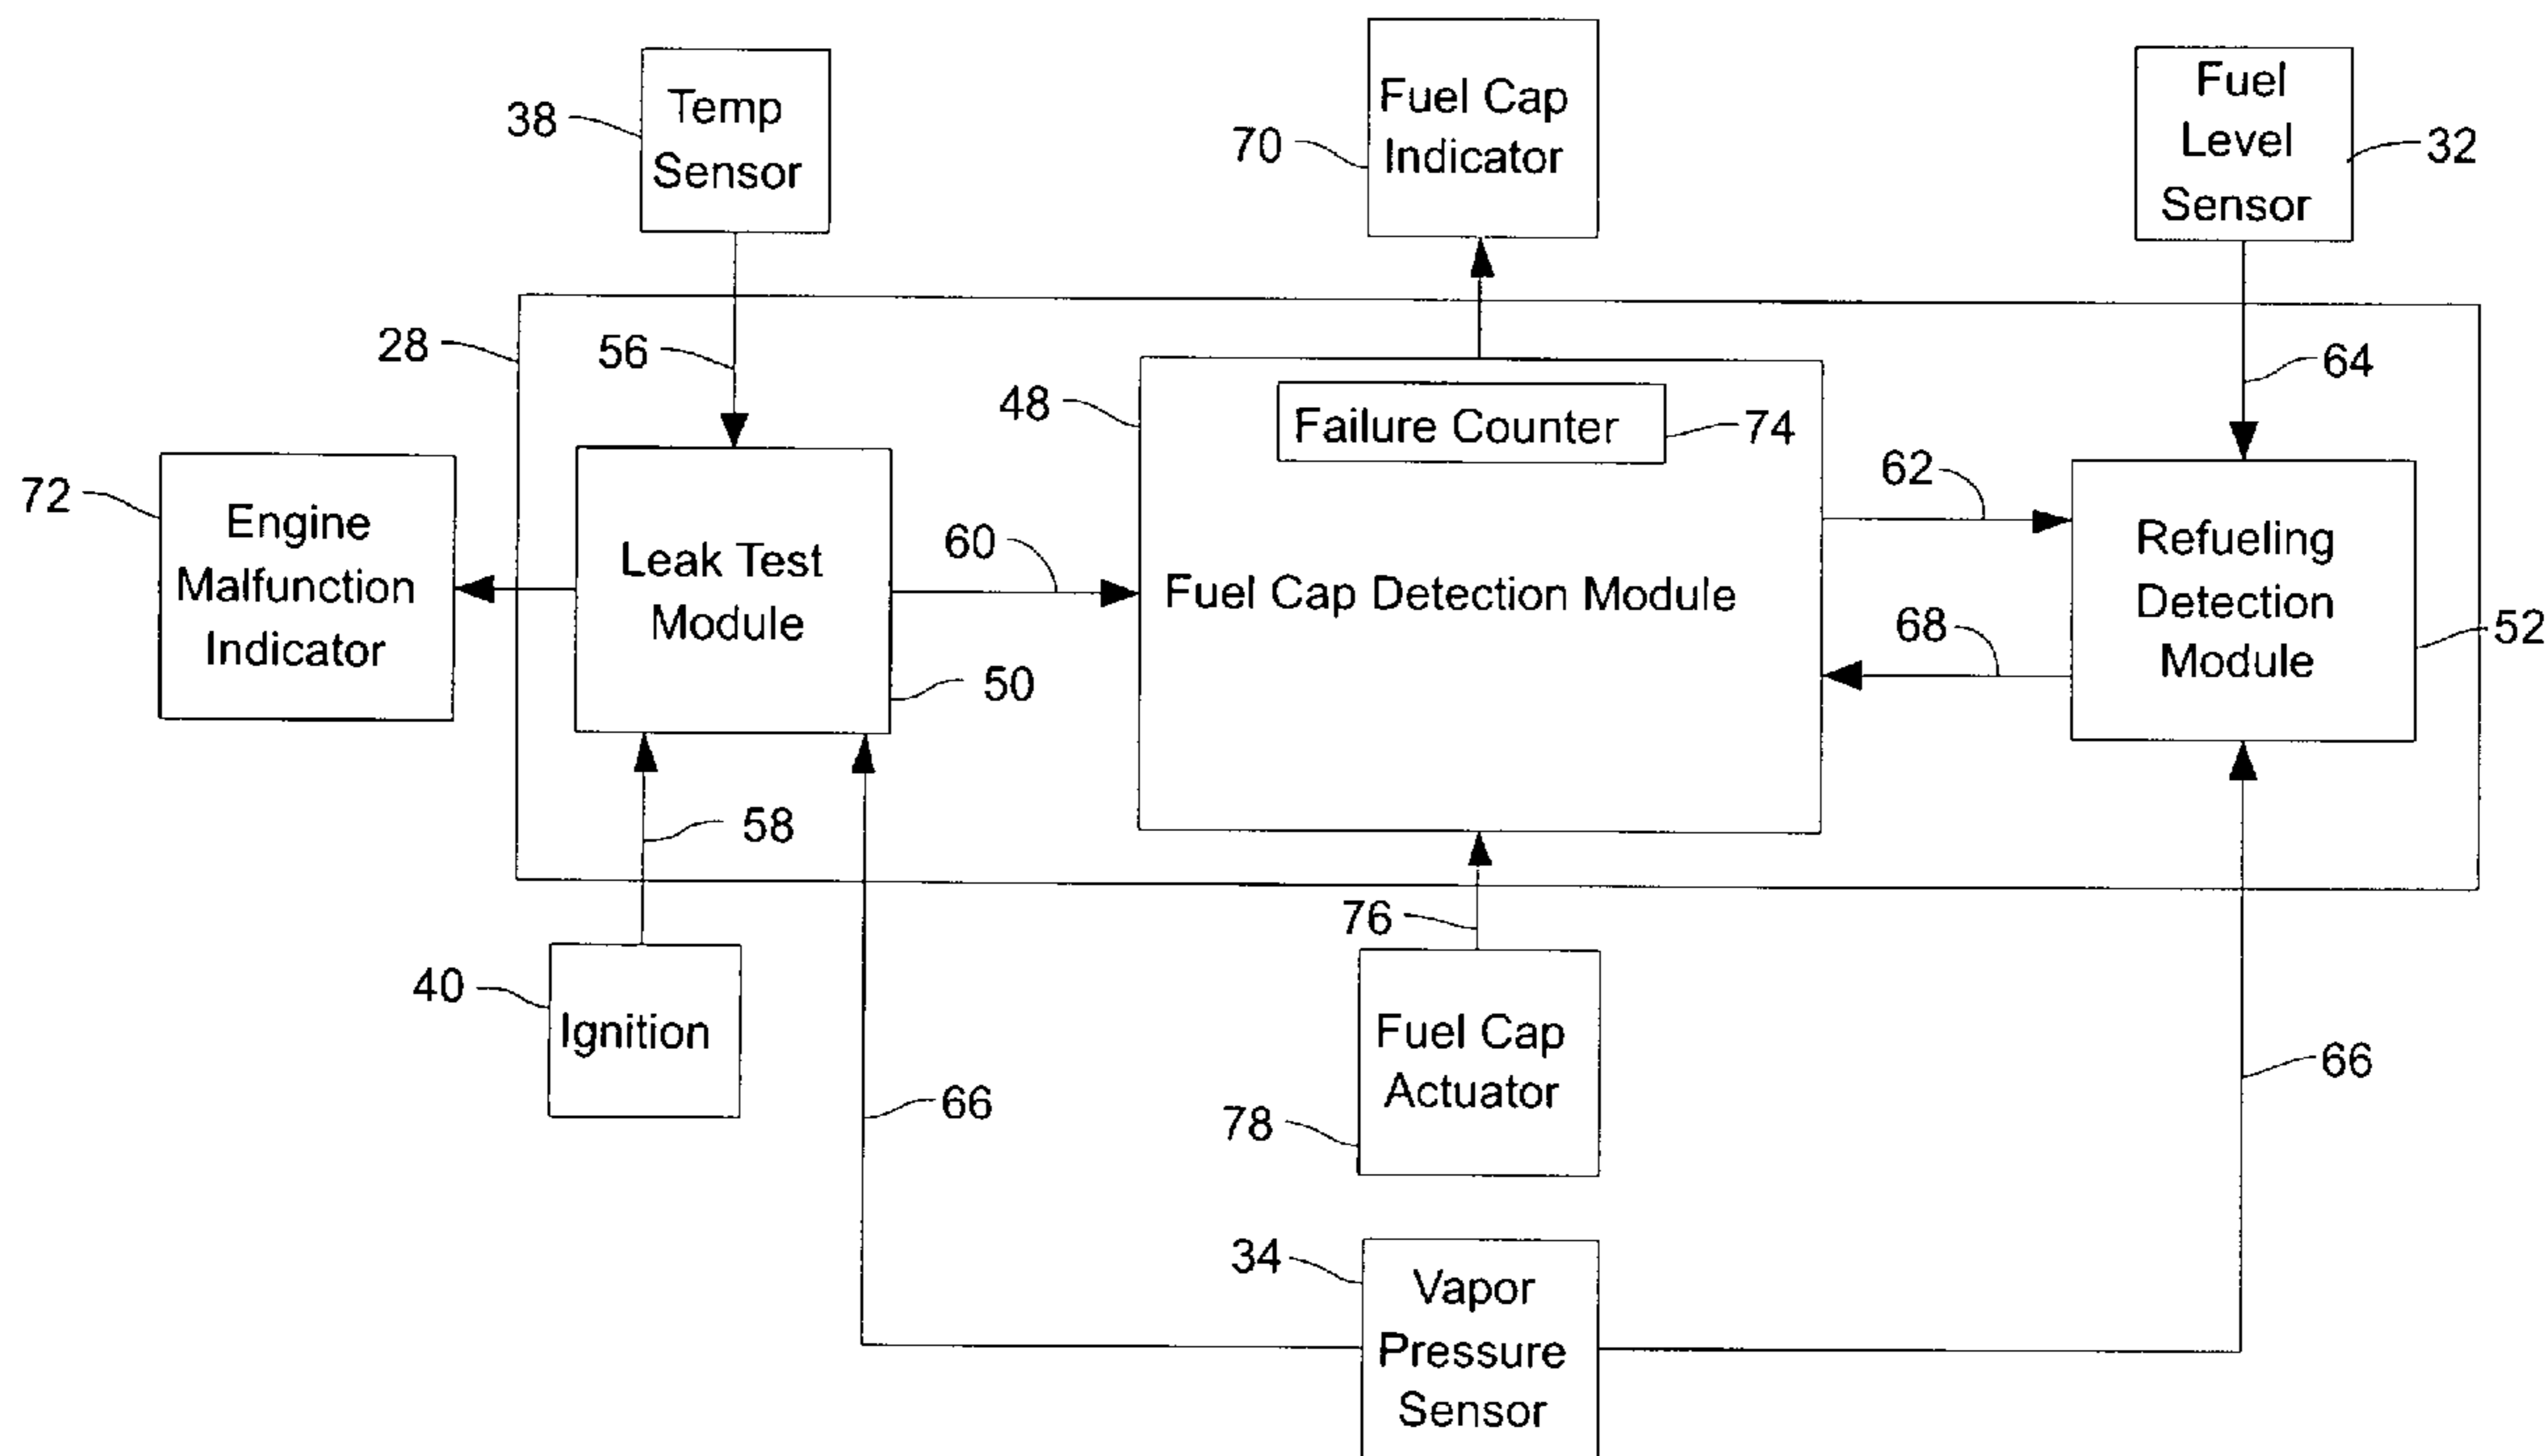 38
Temp
Sensor
70
Fuel Cap
Indicator
Fuel
Level
Sensor
32
28
56
64
48
Failure Counter
74
72
Engine
Malfunction
Indicator
Leak Test
Module
50
60
Fuel Cap Detection Module
62
68
Refueling
Detection
Module
52
58
40
Ignition
66
76
Fuel Cap
Actuator
78
66
34
Vapor
Pressure
Sensor